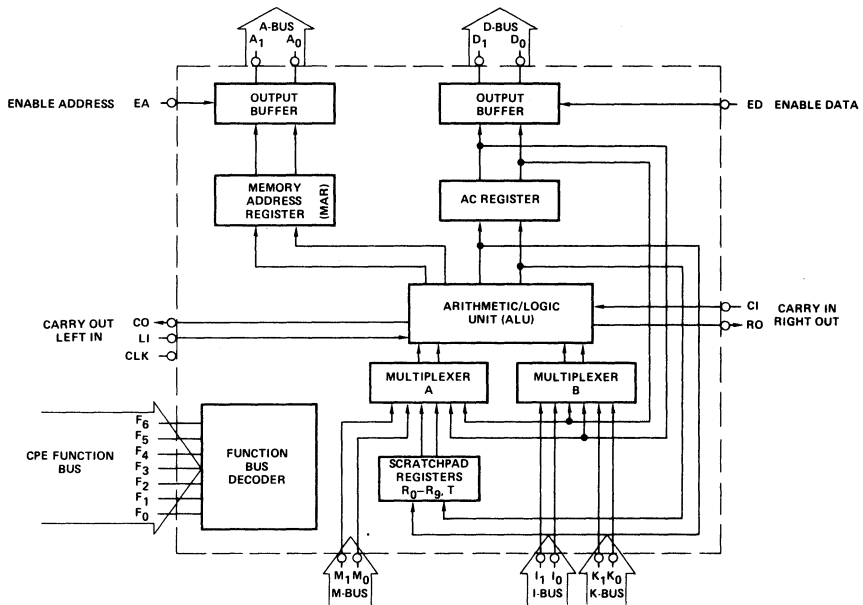 A-BUS
A1 A0
D-BUS
D1 D0
ENABLE ADDRESS EA
OUTPUT BUFFER
OUTPUT BUFFER
ED ENABLE DATA
MEMORY ADDRESS REGISTER (MAR)
AC REGISTER
ARITHMETIC/LOGIC UNIT (ALU)
CARRY OUT CO
LEFT IN LI
CLK
CI CARRY IN
RO RIGHT OUT
MULTIPLEXER A
MULTIPLEXER B
CPE FUNCTION BUS
F6
F5
F4
F3
F2
F1
F0
FUNCTION BUS DECODER
SCRATCHPAD REGISTERS R0–R9, T
M1 M0
M-BUS
I1 I0
I-BUS
K1 K0
K-BUS